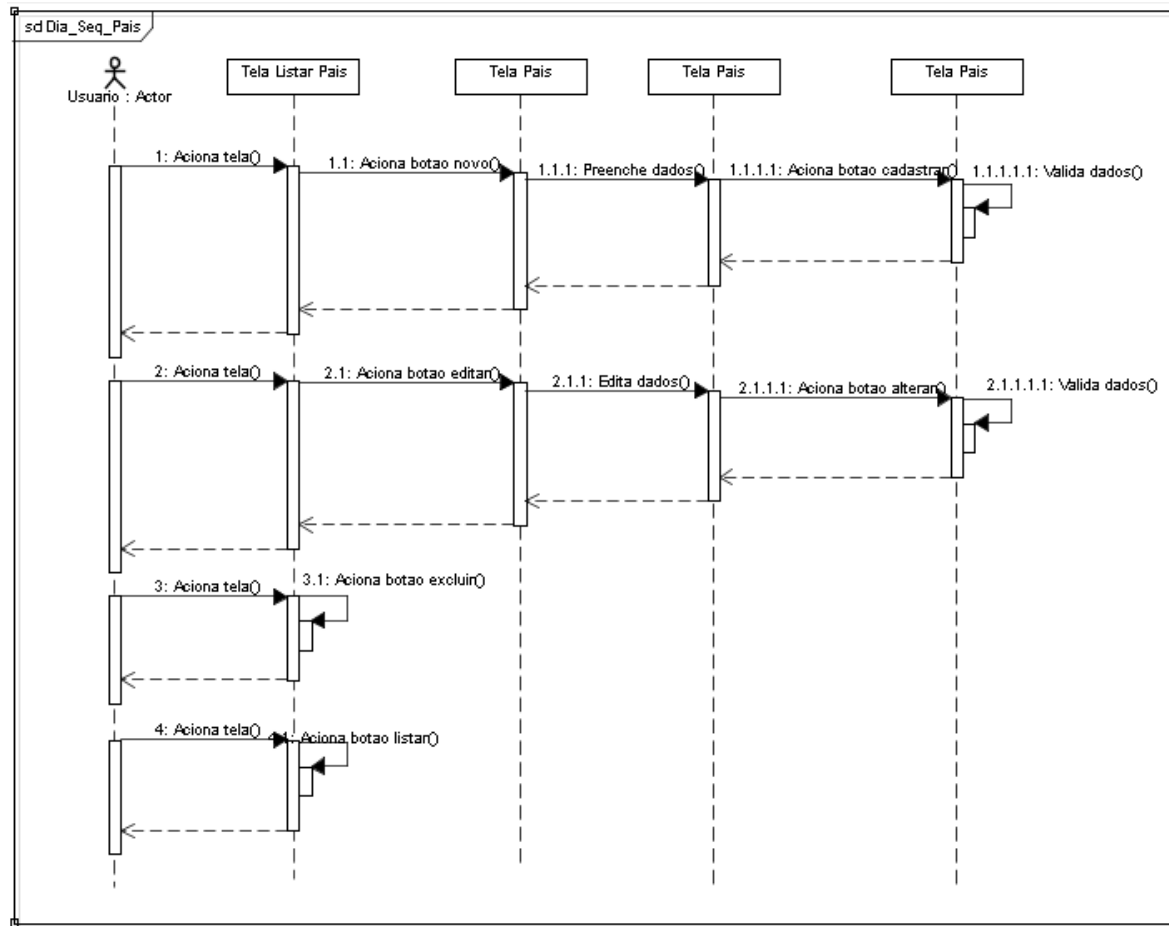 sd Dia_Seq_Pais
Usuario : Actor
Tela Listar Pais
Tela Pais
Tela Pais
Tela Pais
1: Aciona tela()
1.1: Aciona botao novo()
1.1.1: Preenche dados()
1.1.1.1: Aciona botao cadastrar()
1.1.1.1.1: Valida dados()
2: Aciona tela()
2.1: Aciona botao editar()
2.1.1: Edita dados()
2.1.1.1: Aciona botao alterar()
2.1.1.1.1: Valida dados()
3: Aciona tela()
3.1: Aciona botao excluir()
4: Aciona tela()
4.1: Aciona botao listar()